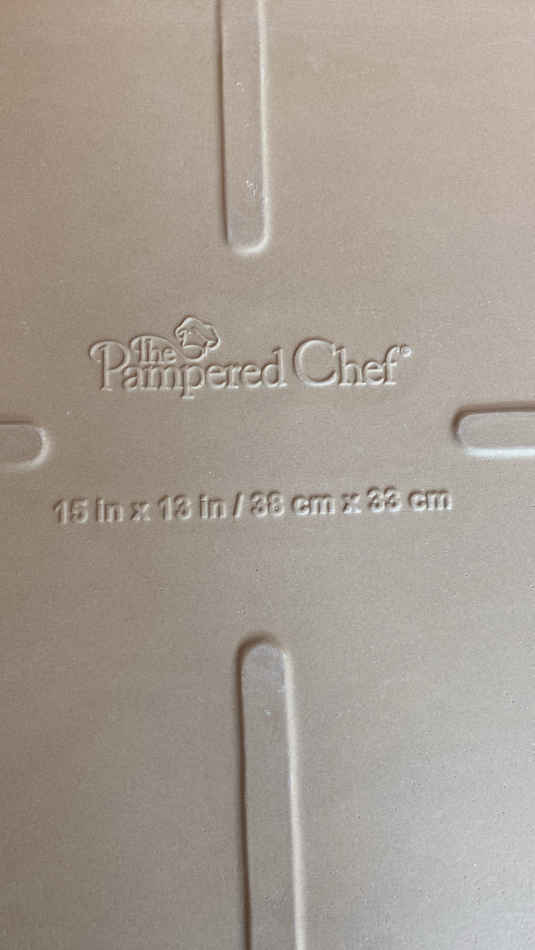 The
Pampered Chef®
15 in x 13 in / 38 cm x 33 cm